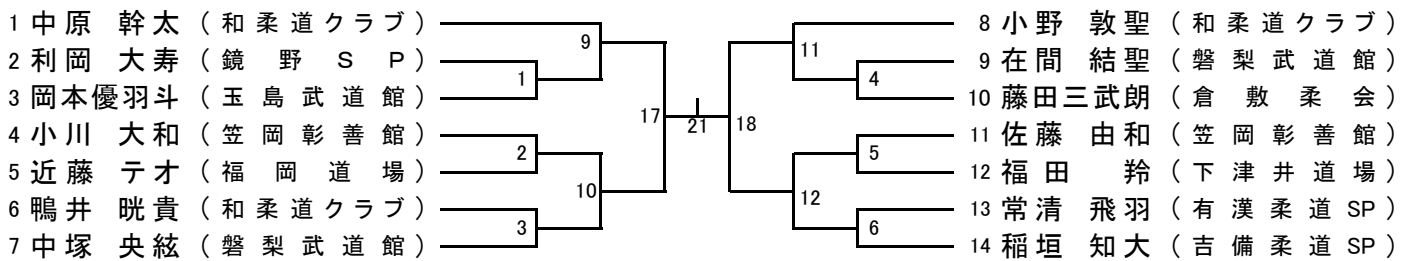 1 中原 幹太 (和柔道クラブ)
2 利岡 大寿 (鏡野SP)
3 岡本優羽斗 (玉島武道館)
4 小川 大和 (笠岡彰善館)
5 近藤 テオ (福岡道場)
6 鴨井 晄貴 (和柔道クラブ)
7 中塚 央絃 (磐梨武道館)
9
1
2
10
3
17
21
18
11
4
5
12
6
8 小野 敦聖 (和柔道クラブ)
9 在間 結聖 (磐梨武道館)
10 藤田三武朗 (倉敷柔会)
11 佐藤 由和 (笠岡彰善館)
12 福田 羚 (下津井道場)
13 常清 飛羽 (有漢柔道SP)
14 稲垣 知大 (吉備柔道SP)